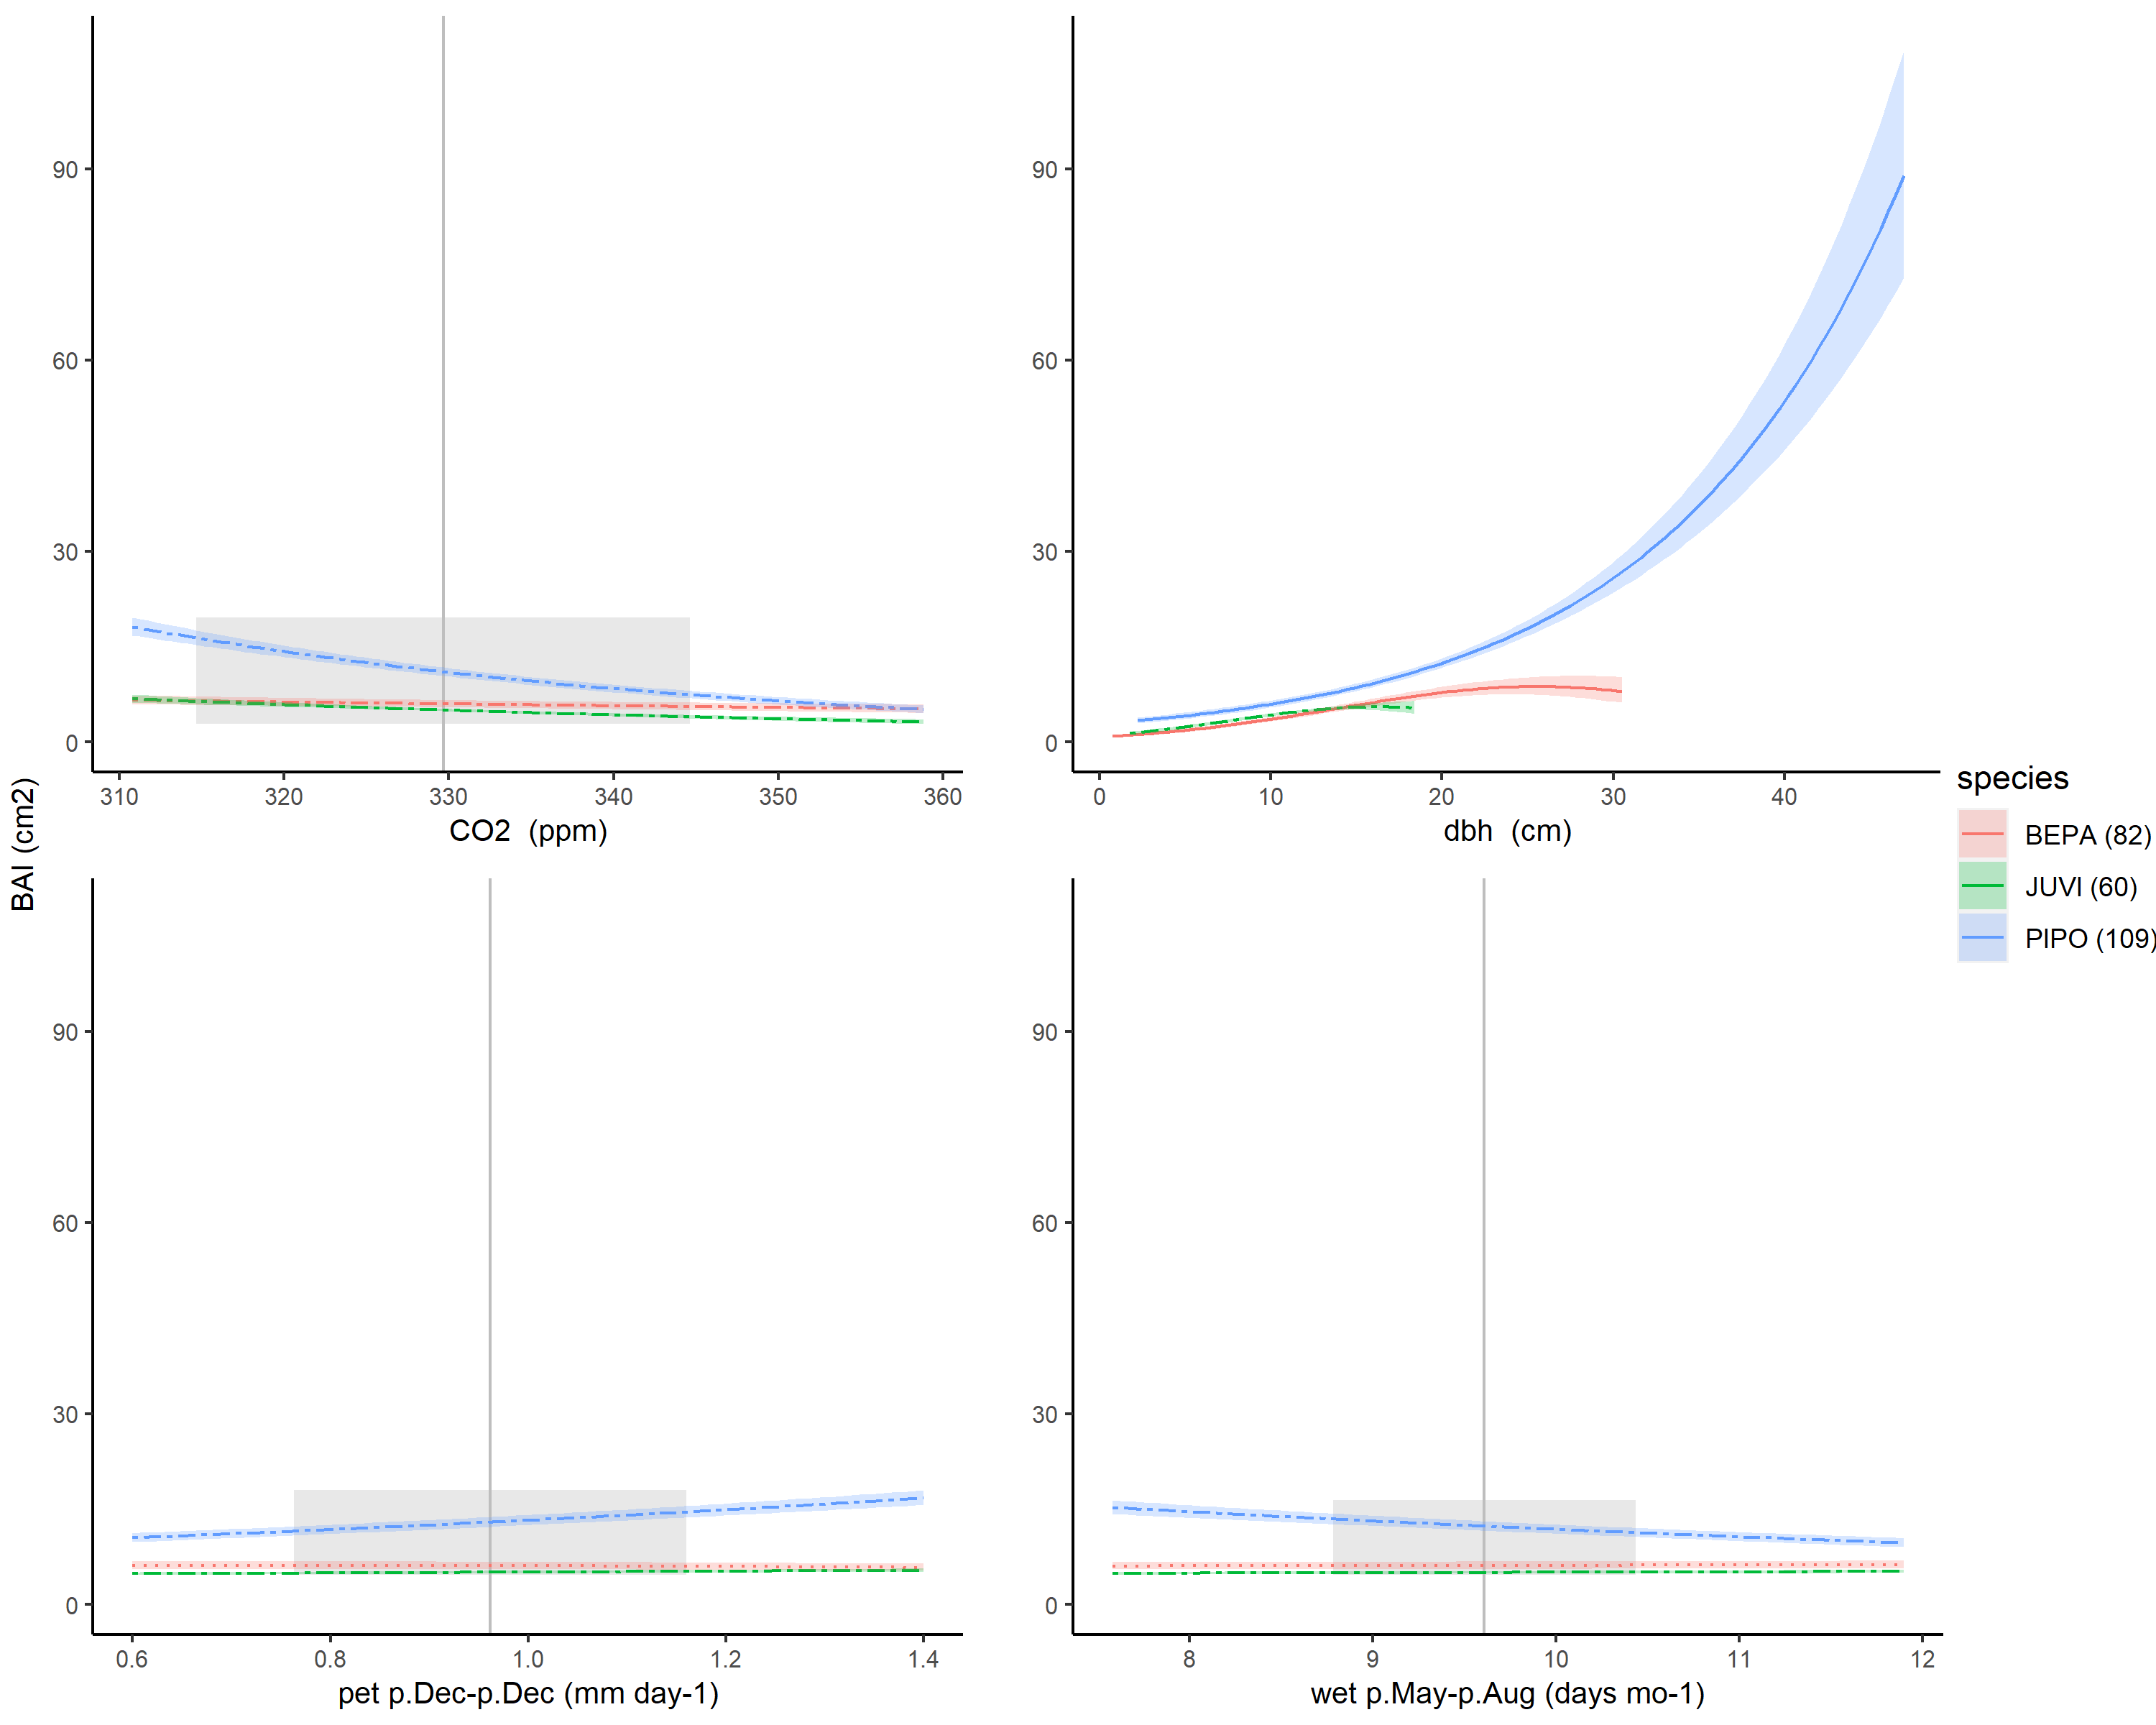 90
60
30
0
310 320 330 340 350 360
CO2 (ppm)
90
60
30
0
0 10 20 30 40
dbh (cm)
BAI (cm2)
90
60
30
0
0.6 0.8 1.0 1.2 1.4
pet p.Dec-p.Dec (mm day-1)
90
60
30
0
8 9 10 11 12
wet p.May-p.Aug (days mo-1)
species
BEPA (82)
JUVI (60)
PIPO (109)